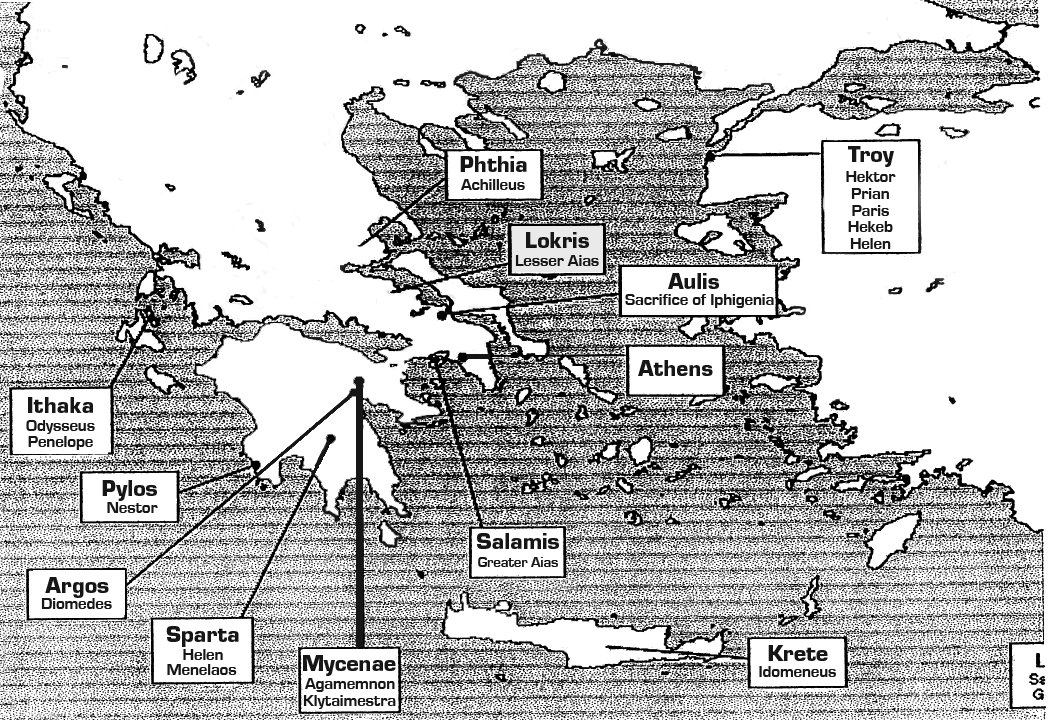 Phthia
Achilleus
Troy
Hektor
Prian
Paris
Hekeb
Helen
Lokris
Lesser Aias
Aulis
Sacrifice of Iphigenia
Athens
Ithaka
Odysseus
Penelope
Pylos
Nestor
Salamis
Greater Aias
Argos
Diomedes
Sparta
Helen
Menelaos
Mycenae
Agamemnon
Klytaimestra
Krete
Idomeneus
L
Sa
G